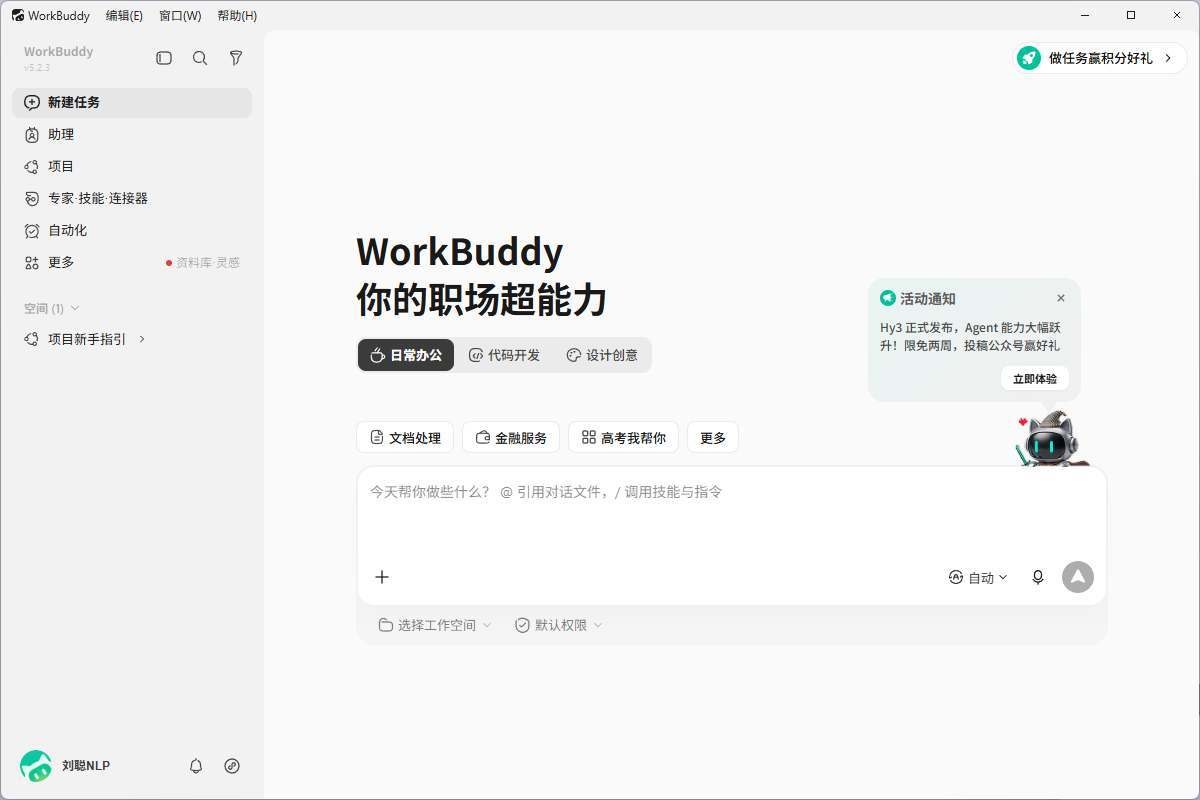 WorkBuddy 编辑(E) 窗口(W) 帮助(H)
WorkBuddy
v5.2.3
新建任务
助理
项目
专家·技能·连接器
自动化
更多 资料库·灵感
空间 (1)
项目新手指引
刘聪NLP
做任务赢积分好礼
WorkBuddy
你的职场超能力
日常办公 代码开发 设计创意
活动通知
Hy3 正式发布，Agent 能力大幅跃
升！限免两周，投稿公众号赢好礼
立即体验
文档处理 金融服务 高考我帮你 更多
今天帮你做些什么？ @ 引用对话文件，/ 调用技能与指令
自动
选择工作空间 默认权限